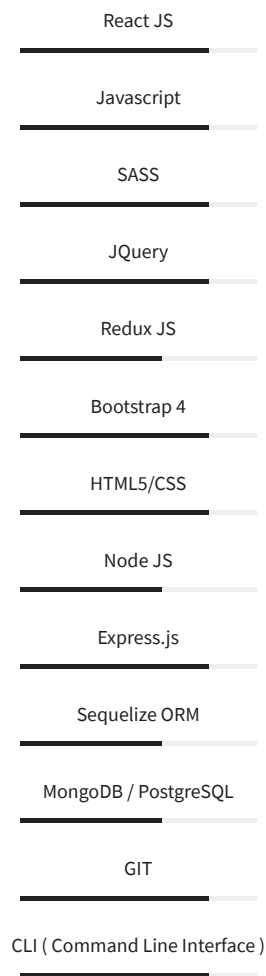 React JS
Javascript
SASS
JQuery
Redux JS
Bootstrap 4
HTML5/CSS
Node JS
Express.js
Sequelize ORM
MongoDB / PostgreSQL
GIT
CLI ( Command Line Interface )